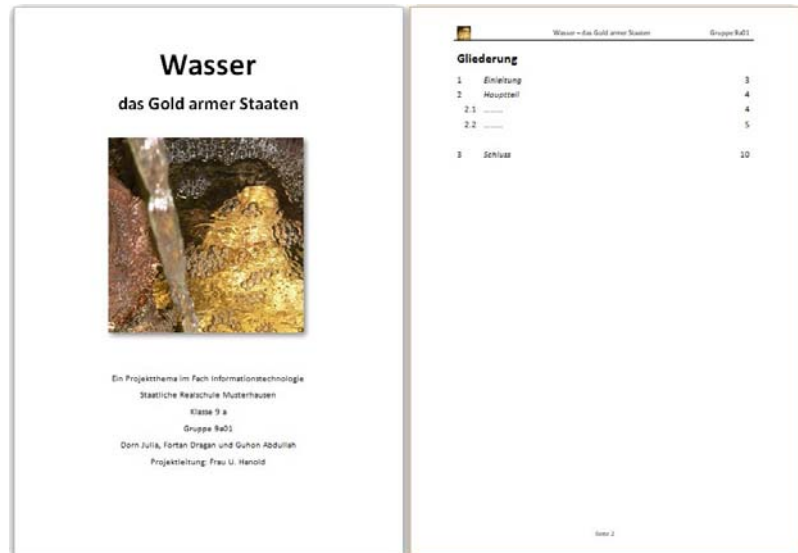 Wasser
das Gold armer Staaten
Ein Projektthema im Fach Informationstechnologie
Staatliche Realschule Musterhausen
Klasse 9 a
Gruppe 9a01
Dorn Julia, Fortan Dragan und Guhon Abdullah
Projektleitung: Frau U. Hanold
Wasser – das Gold armer Staaten Gruppe 9a01
Gliederung
1 Einleitung 3
2 Hauptteil 4
2.1 ......... 4
2.2 ......... 5
3 Schluss 10
Seite 2